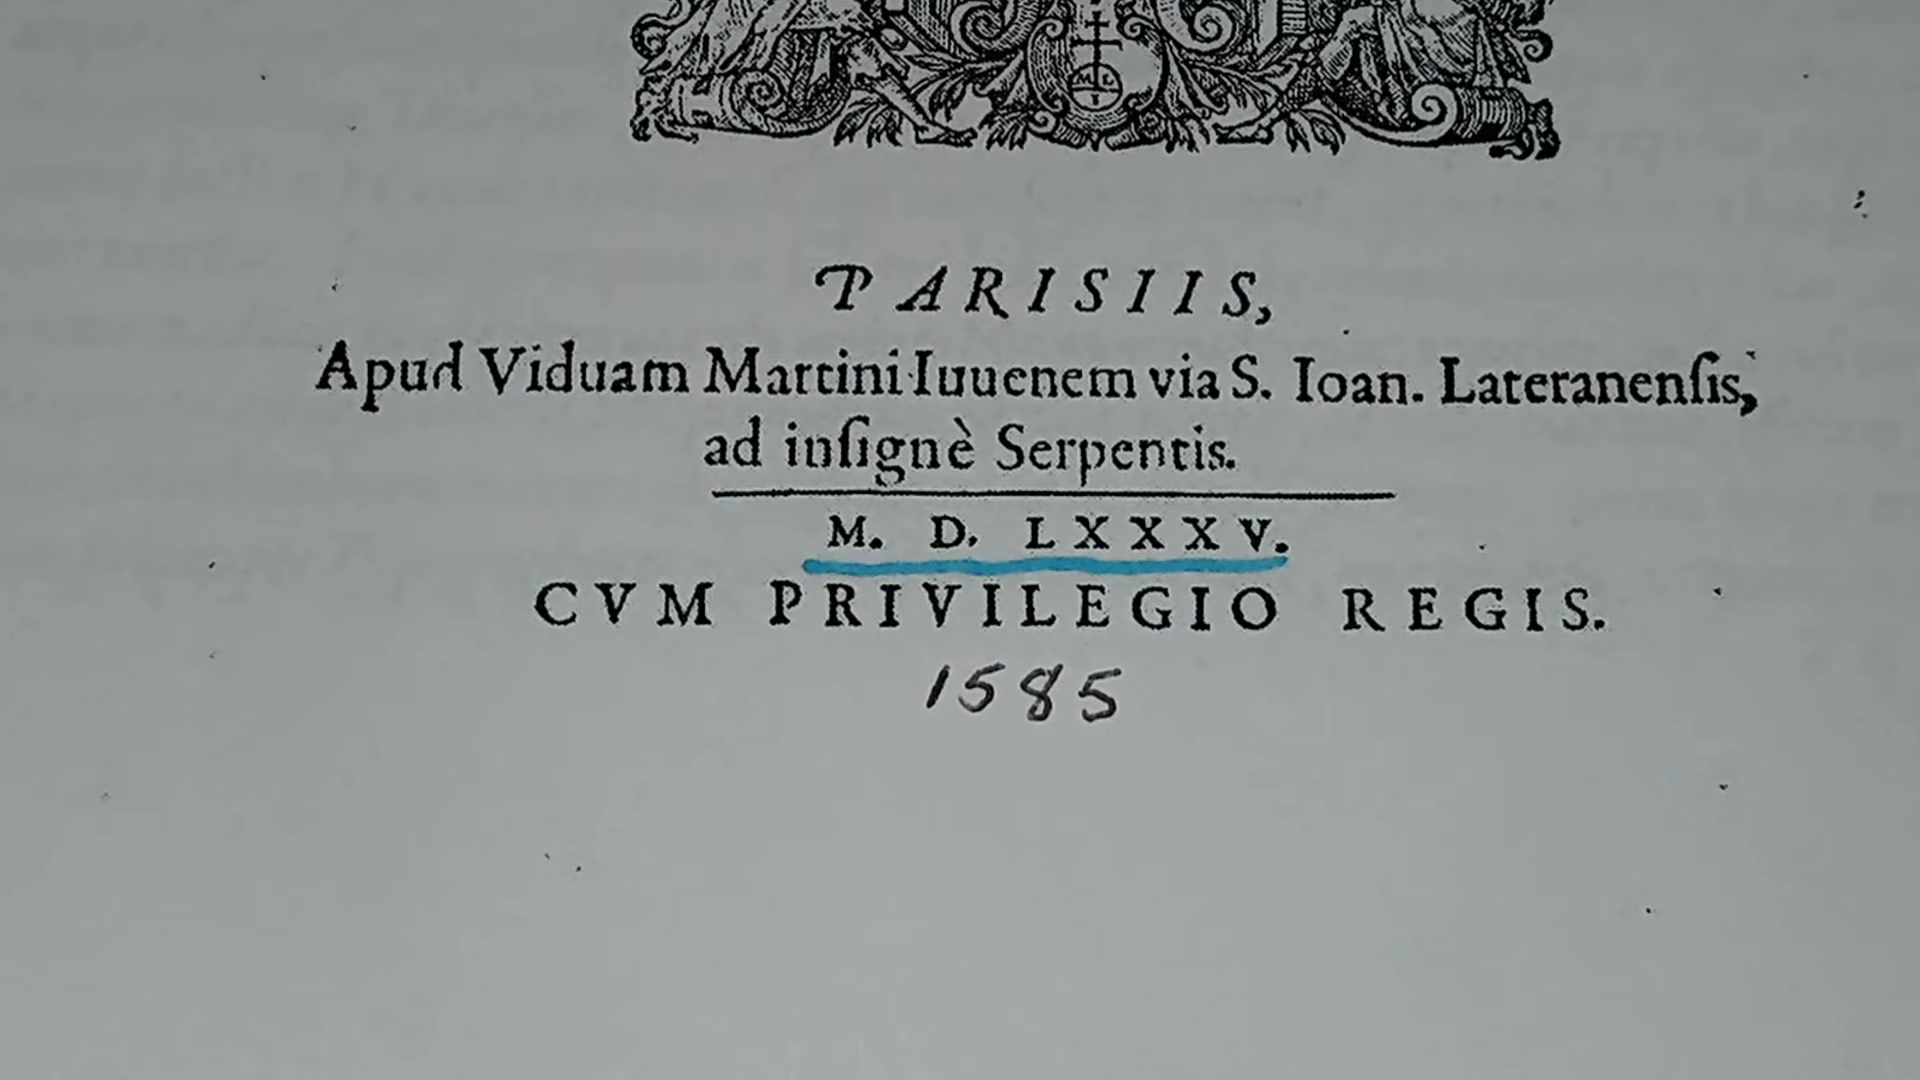 M L
T
PARISIIS,
Apud Viduam Martini Iuuenem via S. Ioan. Lateranenſis,
ad inſignè Serpentis.
M. D. LXXXV.
CVM PRIVILEGIO REGIS.
1585